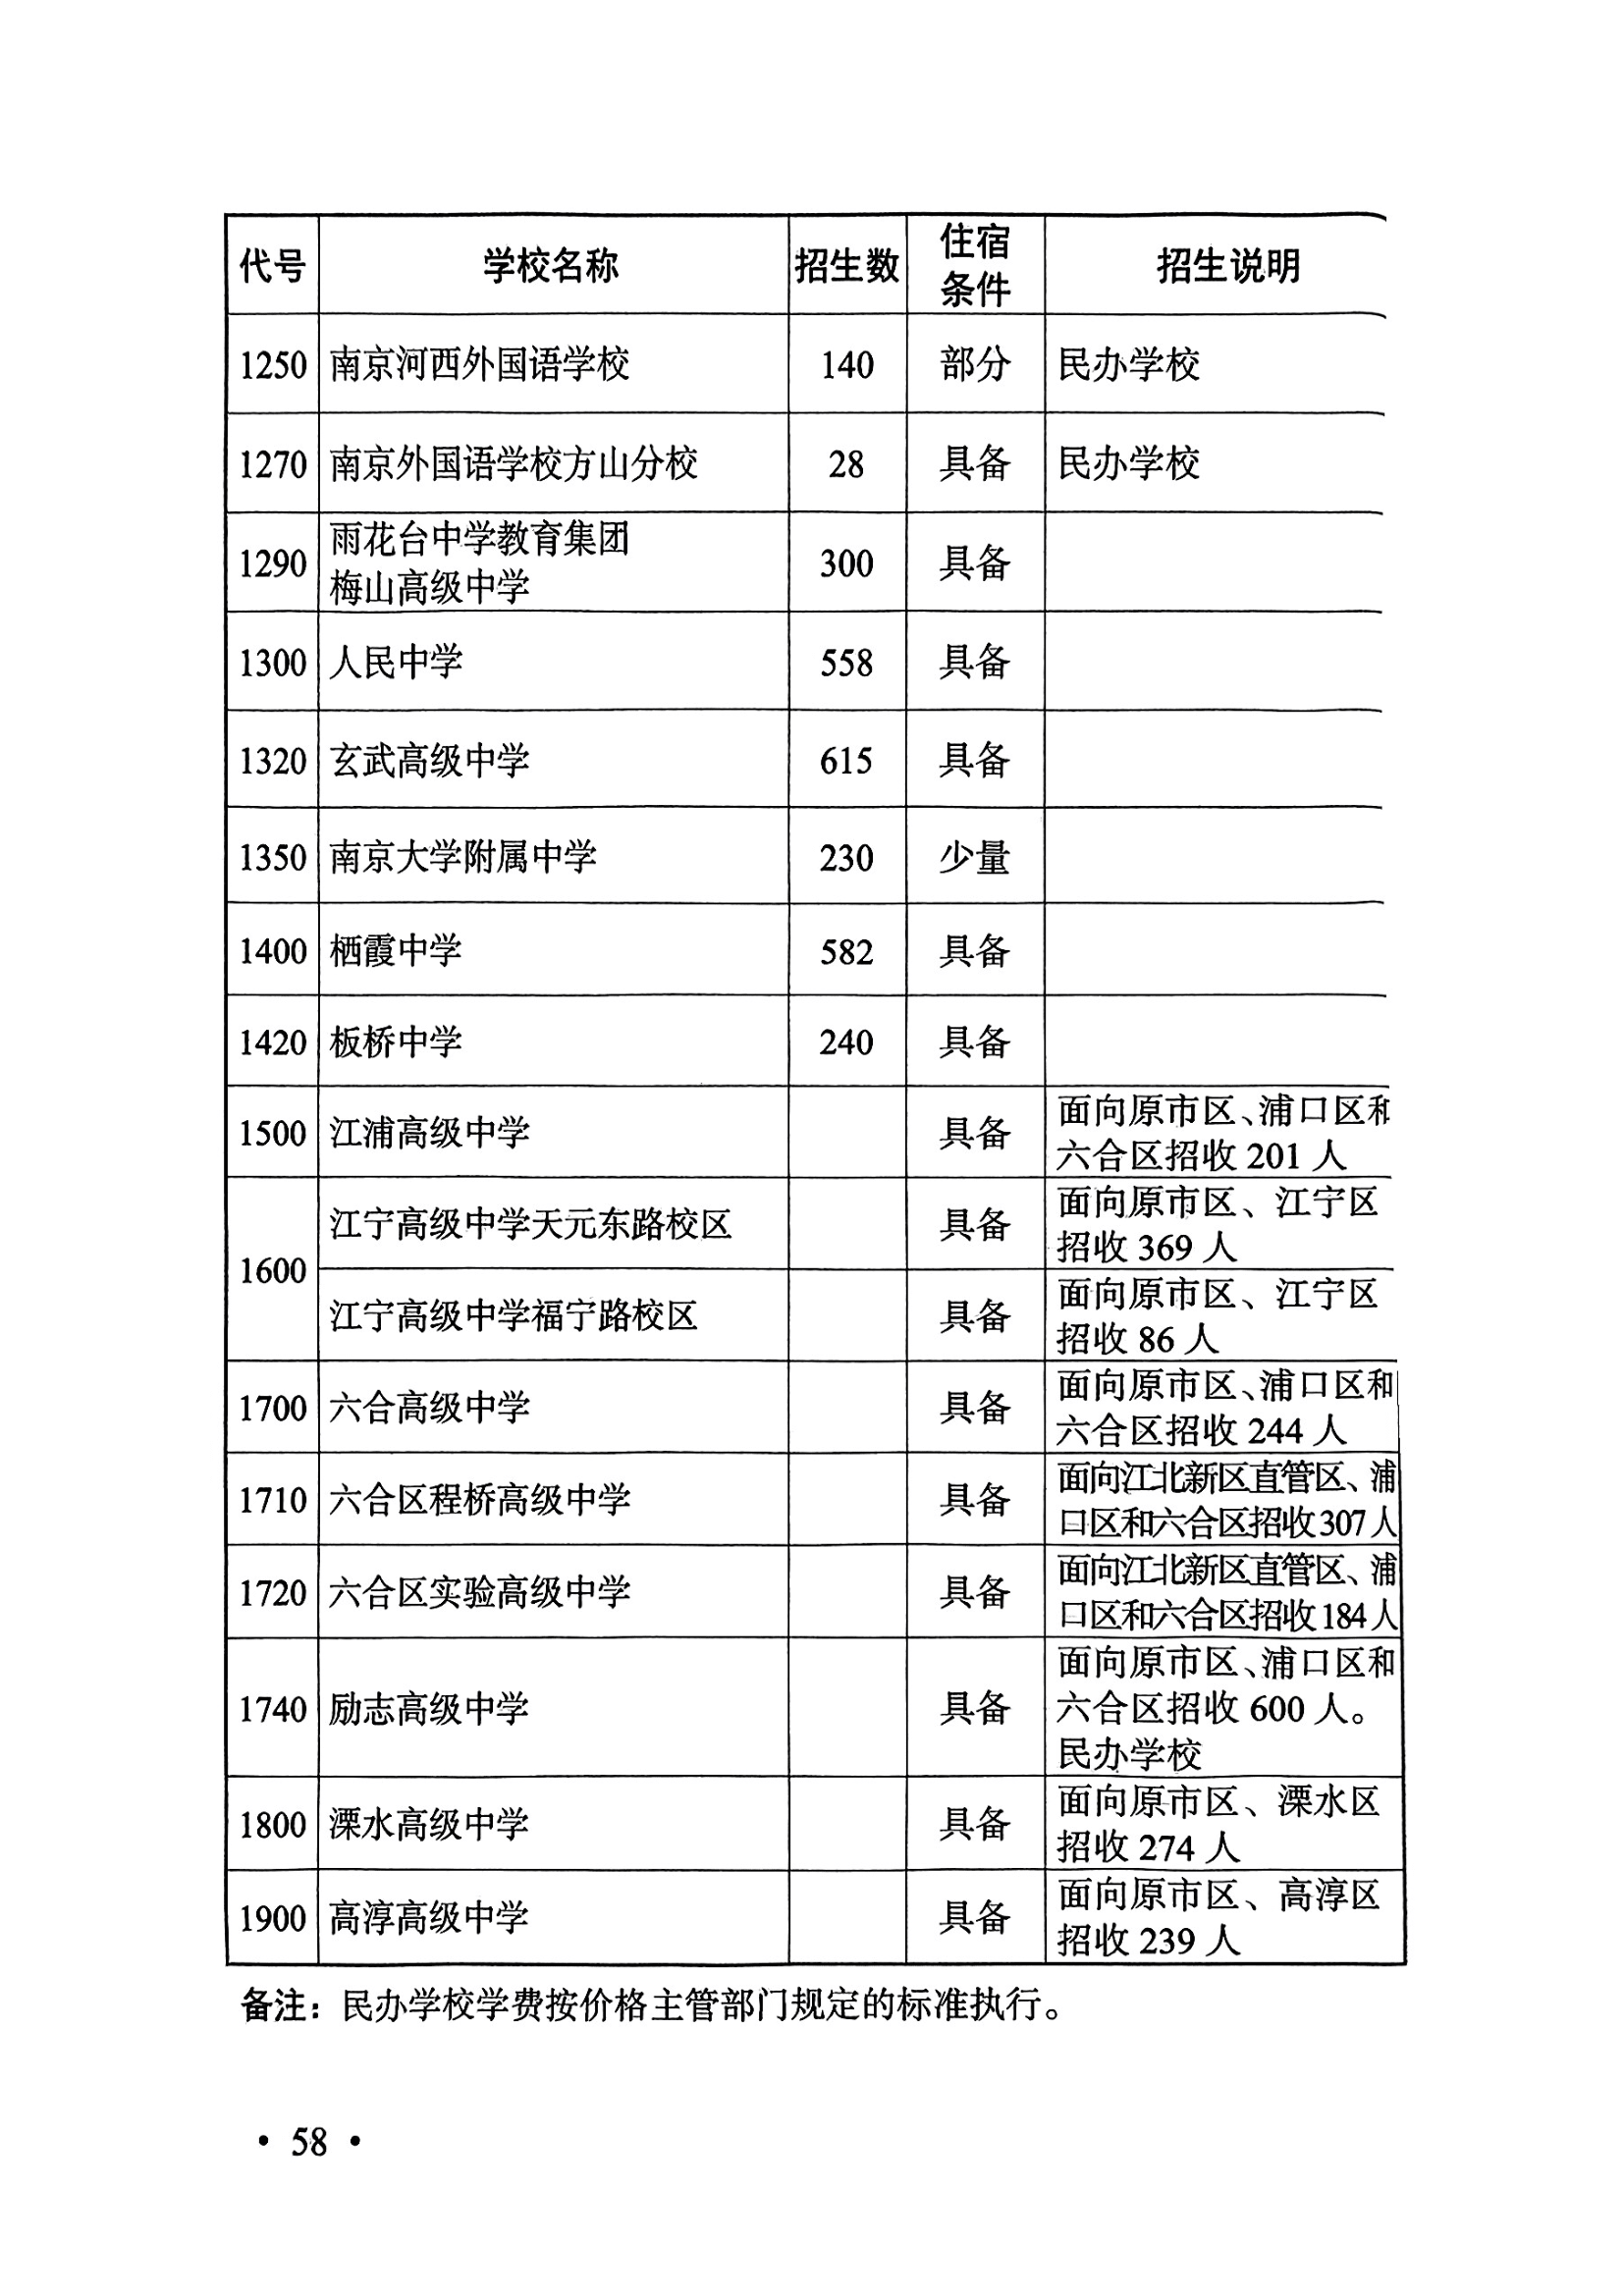 代号 学校名称 招生数 住宿条件 招生说明
1250 南京河西外国语学校 140 部分 民办学校
1270 南京外国语学校方山分校 28 具备 民办学校
1290 雨花台中学教育集团
梅山高级中学 300 具备
1300 人民中学 558 具备
1320 玄武高级中学 615 具备
1350 南京大学附属中学 230 少量
1400 栖霞中学 582 具备
1420 板桥中学 240 具备
1500 江浦高级中学 具备 面向原市区、浦口区和
六合区招收 201 人
1600 江宁高级中学天元东路校区 具备 面向原市区、江宁区
招收 369 人
江宁高级中学福宁路校区 具备 面向原市区、江宁区
招收 86 人
1700 六合高级中学 具备 面向原市区、浦口区和
六合区招收 244 人
1710 六合区程桥高级中学 具备 面向江北新区直管区、浦
口区和六合区招收307人
1720 六合区实验高级中学 具备 面向江北新区直管区、浦
口区和六合区招收184人
1740 励志高级中学 具备 面向原市区、浦口区和
六合区招收 600 人。
民办学校
1800 溧水高级中学 具备 面向原市区、溧水区
招收 274 人
1900 高淳高级中学 具备 面向原市区、高淳区
招收 239 人
备注：民办学校学费按价格主管部门规定的标准执行。
· 58 ·